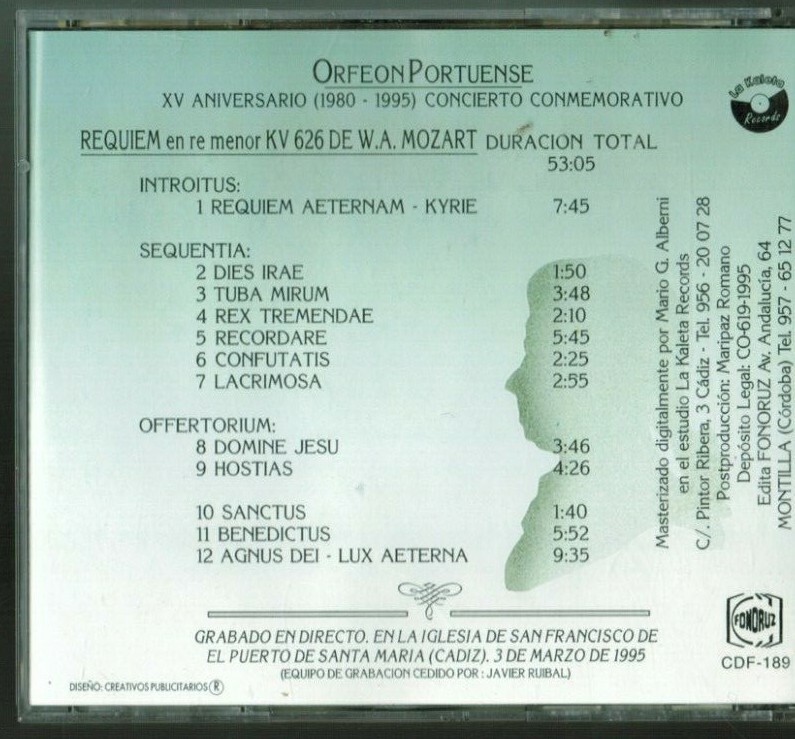 ORFEON PORTUENSE
XV ANIVERSARIO (1980 - 1995) CONCIERTO CONMEMORATIVO
La Kaleta
Records
REQUIEM en re menor KV 626 DE W.A. MOZART DURACION TOTAL
53:05
INTROITUS:
1 REQUIEM AETERNAM - KYRIE 7:45
SEQUENTIA:
2 DIES IRAE 1:50
3 TUBA MIRUM 3:48
4 REX TREMENDAE 2:10
5 RECORDARE 5:45
6 CONFUTATIS 2:25
7 LACRIMOSA 2:55
OFFERTORIUM:
8 DOMINE JESU 3:46
9 HOSTIAS 4:26
10 SANCTUS 1:40
11 BENEDICTUS 5:52
12 AGNUS DEI - LUX AETERNA 9:35
GRABADO EN DIRECTO. EN LA IGLESIA DE SAN FRANCISCO DE
EL PUERTO DE SANTA MARIA (CADIZ). 3 DE MARZO DE 1995
(EQUIPO DE GRABACION CEDIDO POR : JAVIER RUIBAL)
DISEÑO: CREATIVOS PUBLICITARIOS ®
Masterizado digitalmente por Mario G. Alberni
en el estudio La Kaleta Records
C/. Pintor Ribera, 3 Cádiz - Tel. 956 - 20 07 28
Postproducción: Maripaz Romano
Depósito Legal: CO-619-1995
Edita FONORUZ Av. Andalucía, 64
MONTILLA (Córdoba) Tel. 957 - 65 12 77
FONORUZ
CDF-189